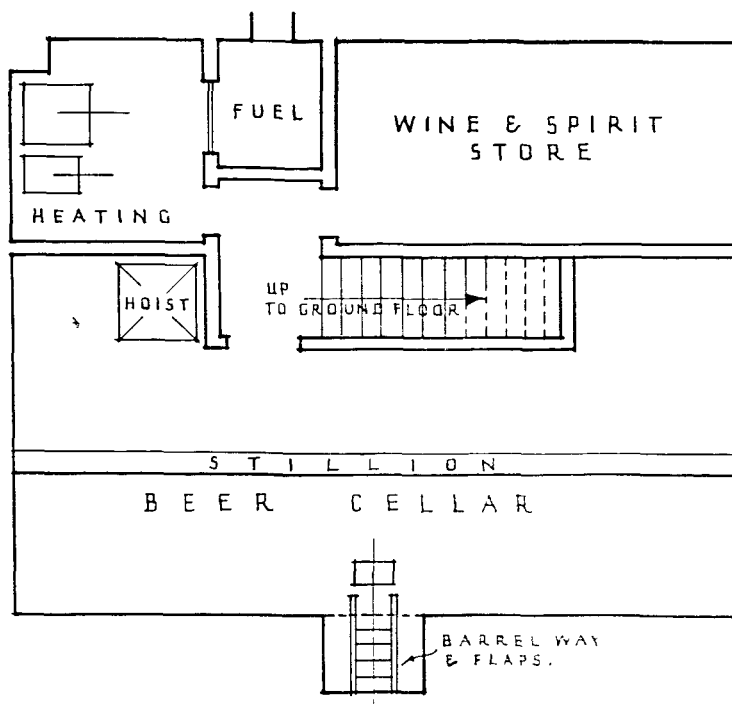 FUEL
WINE & SPIRIT
STORE
HEATING
HOIST
UP
TO GROUND FLOOR
STILLION
BEER CELLAR
BARREL WAY
& FLAPS.